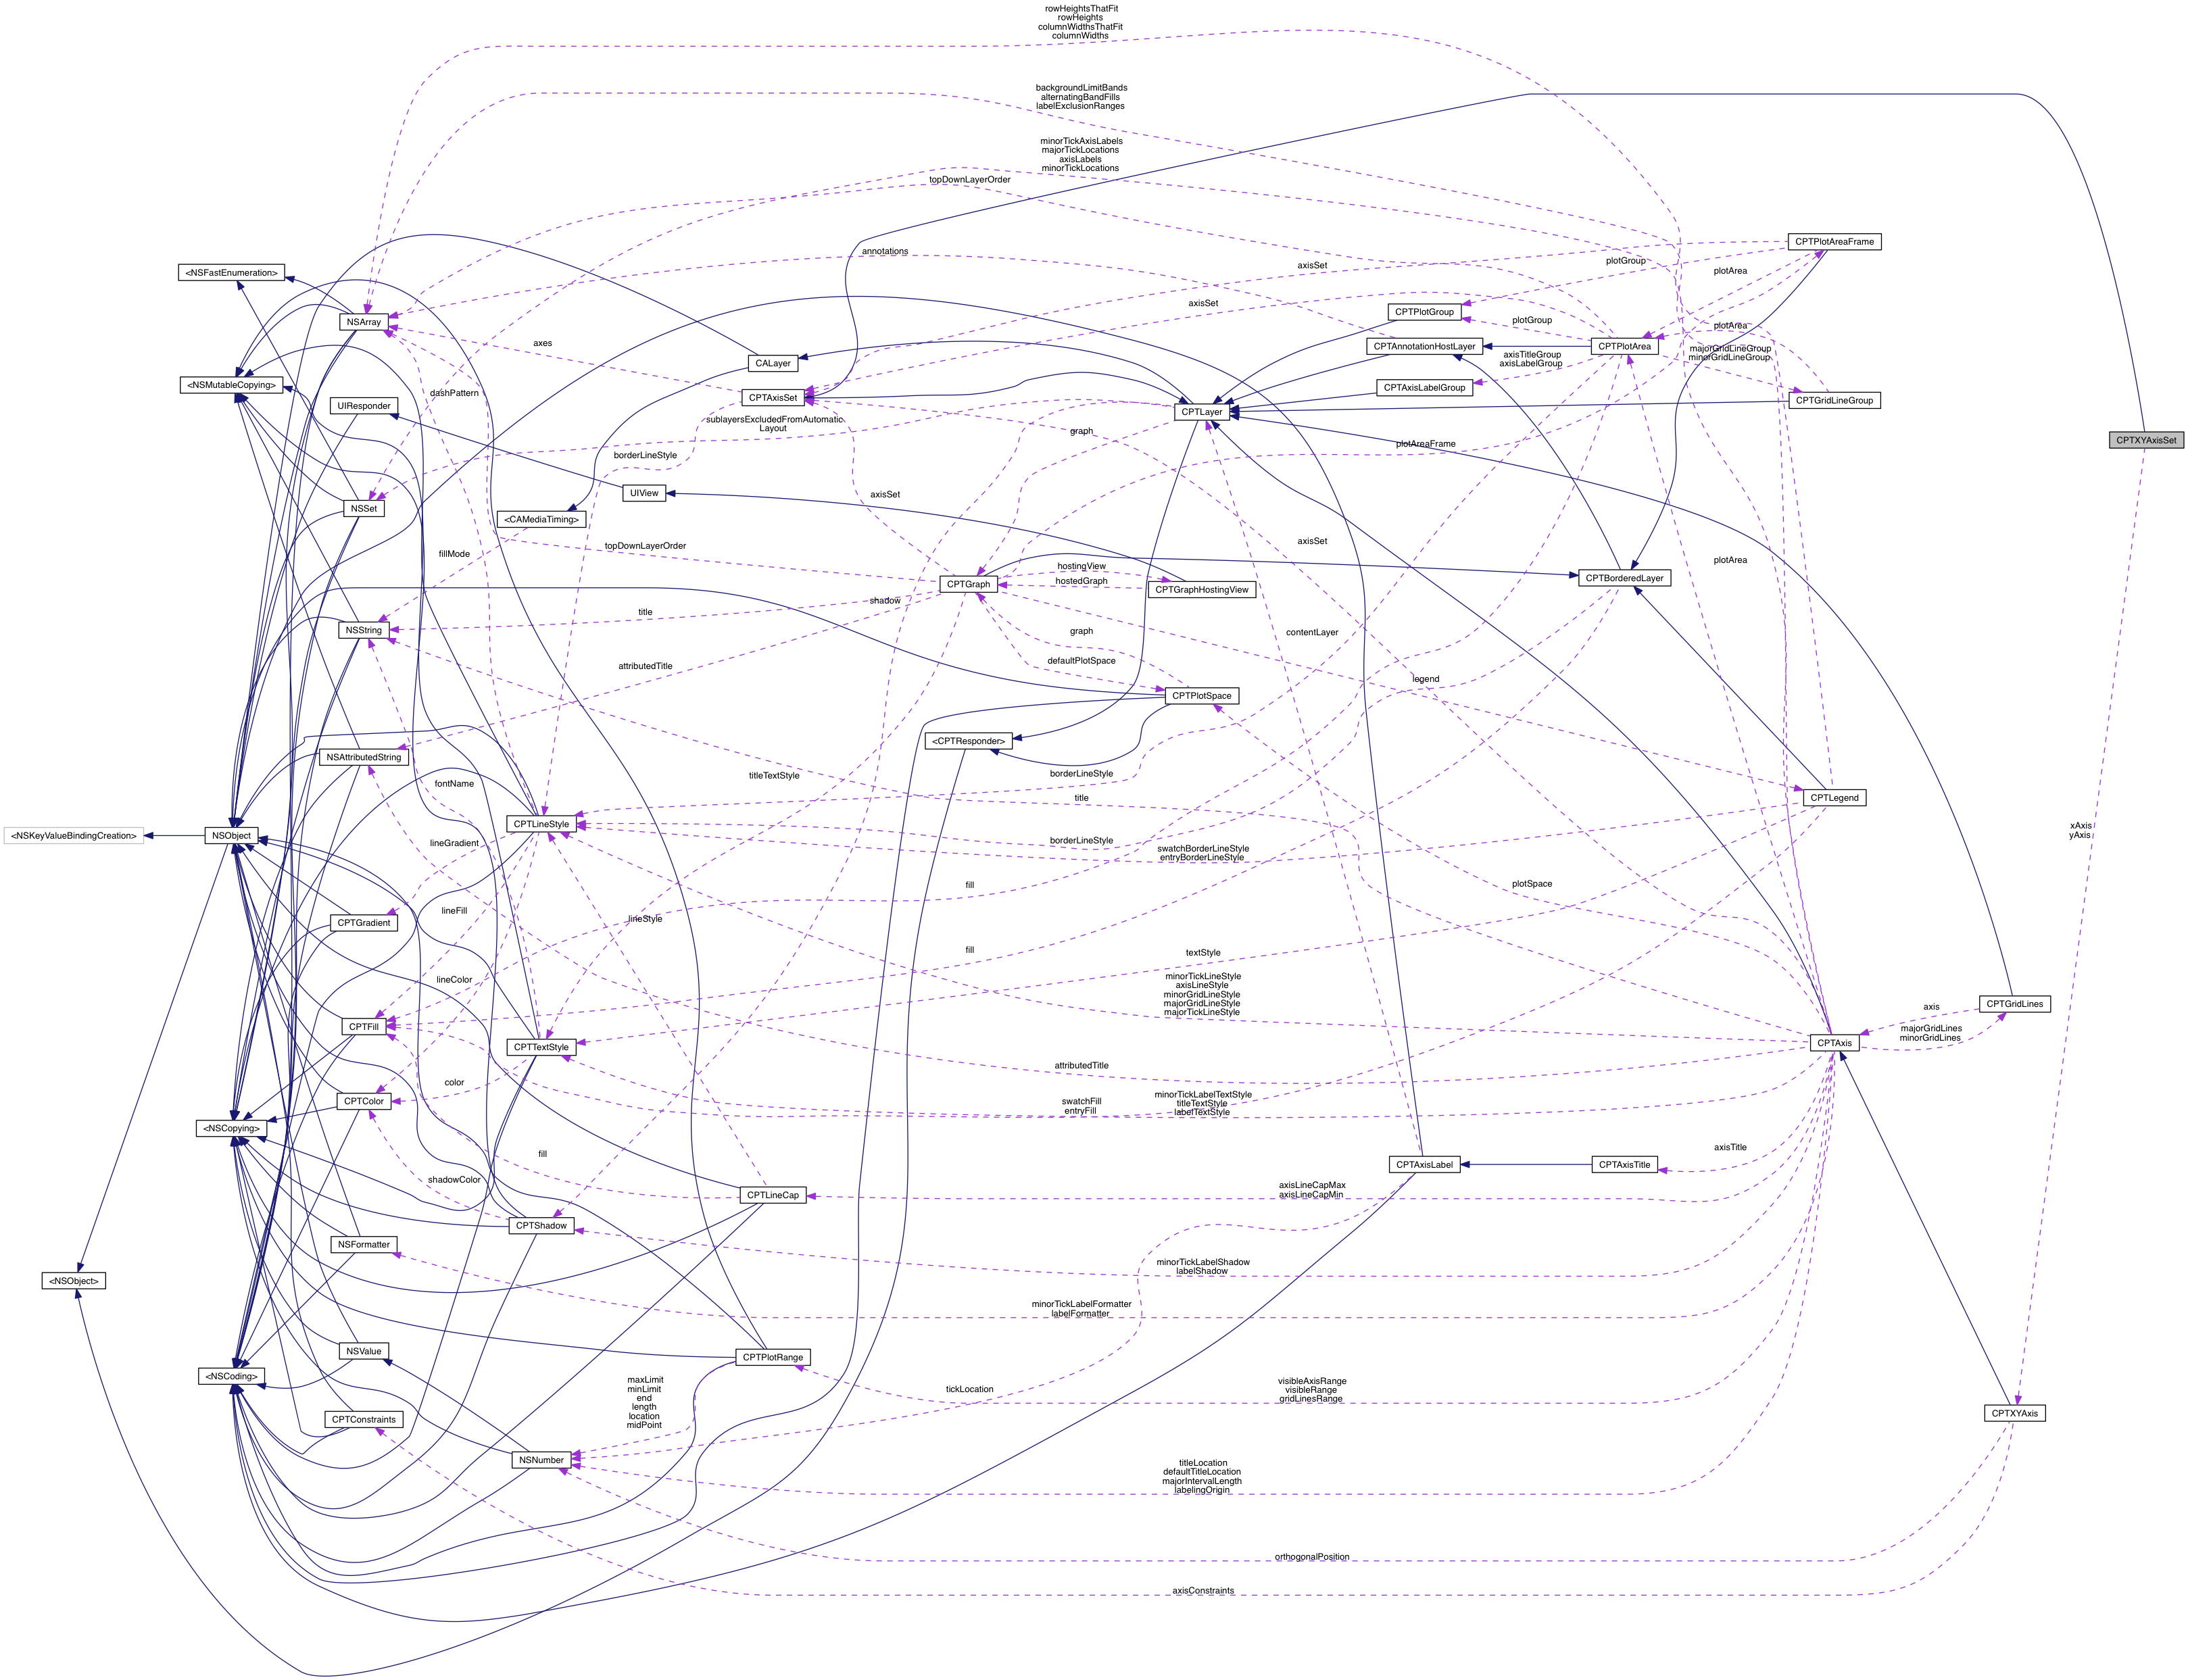 rowHeightsThatFit
rowHeights
columnWidthsThatFit
columnWidths
backgroundLimitBands
alternatingBandFills
labelExclusionRanges
minorTickAxisLabels
majorTickLocations
axisLabels
minorTickLocations
topDownLayerOrder
CPTPlotAreaFrame
annotations
plotGroup
axisSet
plotArea
<NSFastEnumeration>
axisSet
CPTPlotGroup
NSArray
plotGroup
plotArea
axes
CPTAnnotationHostLayer
CPTPlotArea
majorGridLineGroup
minorGridLineGroup
axisTitleGroup
axisLabelGroup
CALayer
<NSMutableCopying>
CPTAxisLabelGroup
dashPattern
CPTAxisSet
CPTGridLineGroup
UIResponder
CPTLayer
sublayersExcludedFromAutomatic
Layout
graph
CPTXYAxisSet
plotAreaFrame
borderLineStyle
UIView
axisSet
NSSet
<CAMediaTiming>
axisSet
fillMode
topDownLayerOrder
plotArea
hostingView
CPTBorderedLayer
CPTGraph
hostedGraph
CPTGraphHostingView
shadow
title
NSString
graph
contentLayer
defaultPlotSpace
attributedTitle
legend
CPTPlotSpace
<CPTResponder>
NSAttributedString
borderLineStyle
titleTextStyle
fontName
title
CPTLegend
CPTLineStyle
xAxis
yAxis
<NSKeyValueBindingCreation>
NSObject
lineGradient
borderLineStyle
swatchBorderLineStyle
entryBorderLineStyle
fill
plotSpace
lineFill
lineStyle
CPTGradient
fill
textStyle
lineColor
minorTickLineStyle
axisLineStyle
minorGridLineStyle
majorGridLineStyle
majorTickLineStyle
CPTGridLines
axis
CPTFill
majorGridLines
minorGridLines
CPTAxis
CPTTextStyle
attributedTitle
color
minorTickLabelTextStyle
titleTextStyle
labelTextStyle
swatchFill
entryFill
CPTColor
<NSCopying>
axisTitle
fill
CPTAxisLabel
CPTAxisTitle
shadowColor
axisLineCapMax
axisLineCapMin
CPTLineCap
CPTShadow
NSFormatter
minorTickLabelShadow
labelShadow
<NSObject>
minorTickLabelFormatter
labelFormatter
NSValue
CPTPlotRange
<NSCoding>
maxLimit
minLimit
end
length
location
midPoint
tickLocation
visibleAxisRange
visibleRange
gridLinesRange
CPTConstraints
CPTXYAxis
NSNumber
titleLocation
defaultTitleLocation
majorIntervalLength
labelingOrigin
orthogonalPosition
axisConstraints